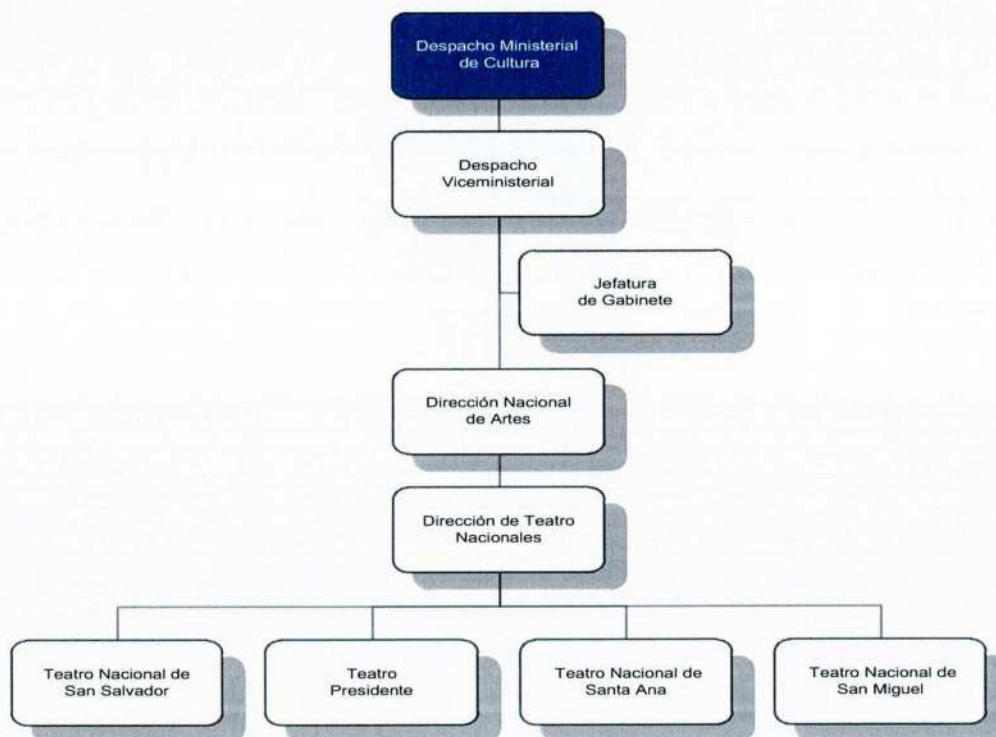 Despacho Ministerial
de Cultura
Despacho
Viceministerial
Jefatura
de Gabinete
Dirección Nacional
de Artes
Dirección de Teatro
Nacionales
Teatro Nacional de
San Salvador
Teatro
Presidente
Teatro Nacional de
Santa Ana
Teatro Nacional de
San Miguel